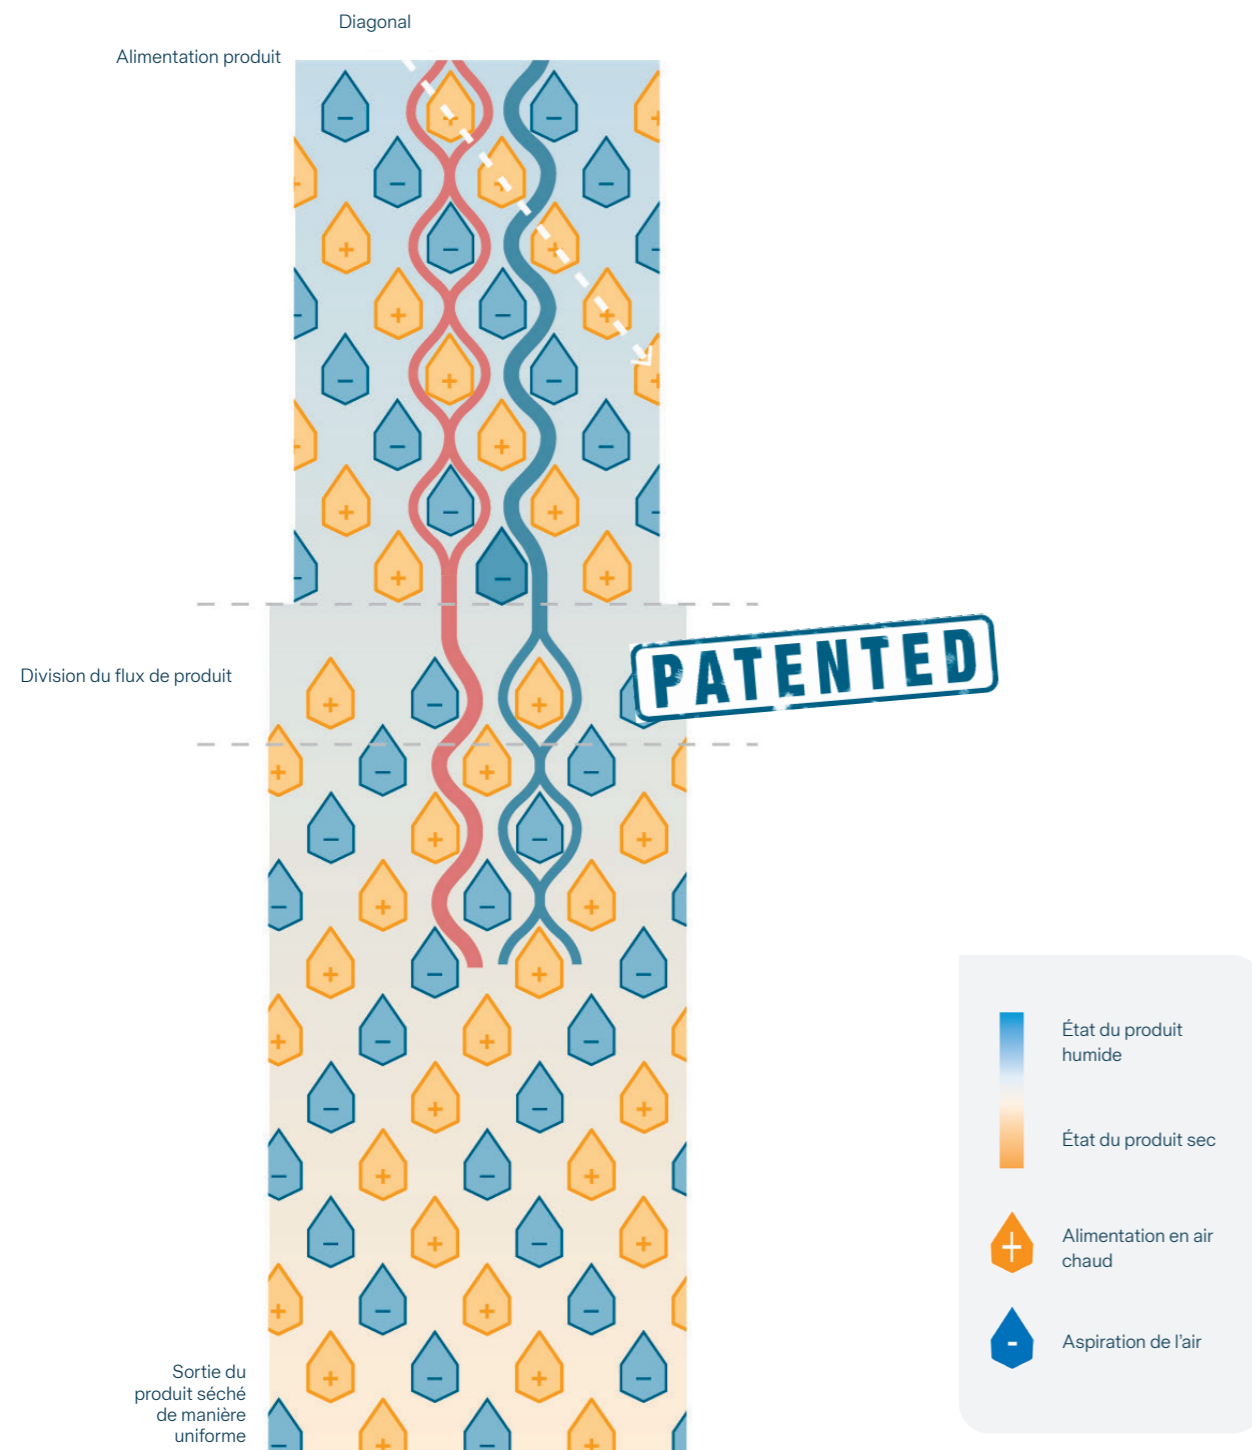 Diagonal
Alimentation produit
Division du flux de produit
PATENTED
État du produit
humide
État du produit sec
Alimentation en air
chaud
Aspiration de l'air
Sortie du
produit séché
de manière
uniforme